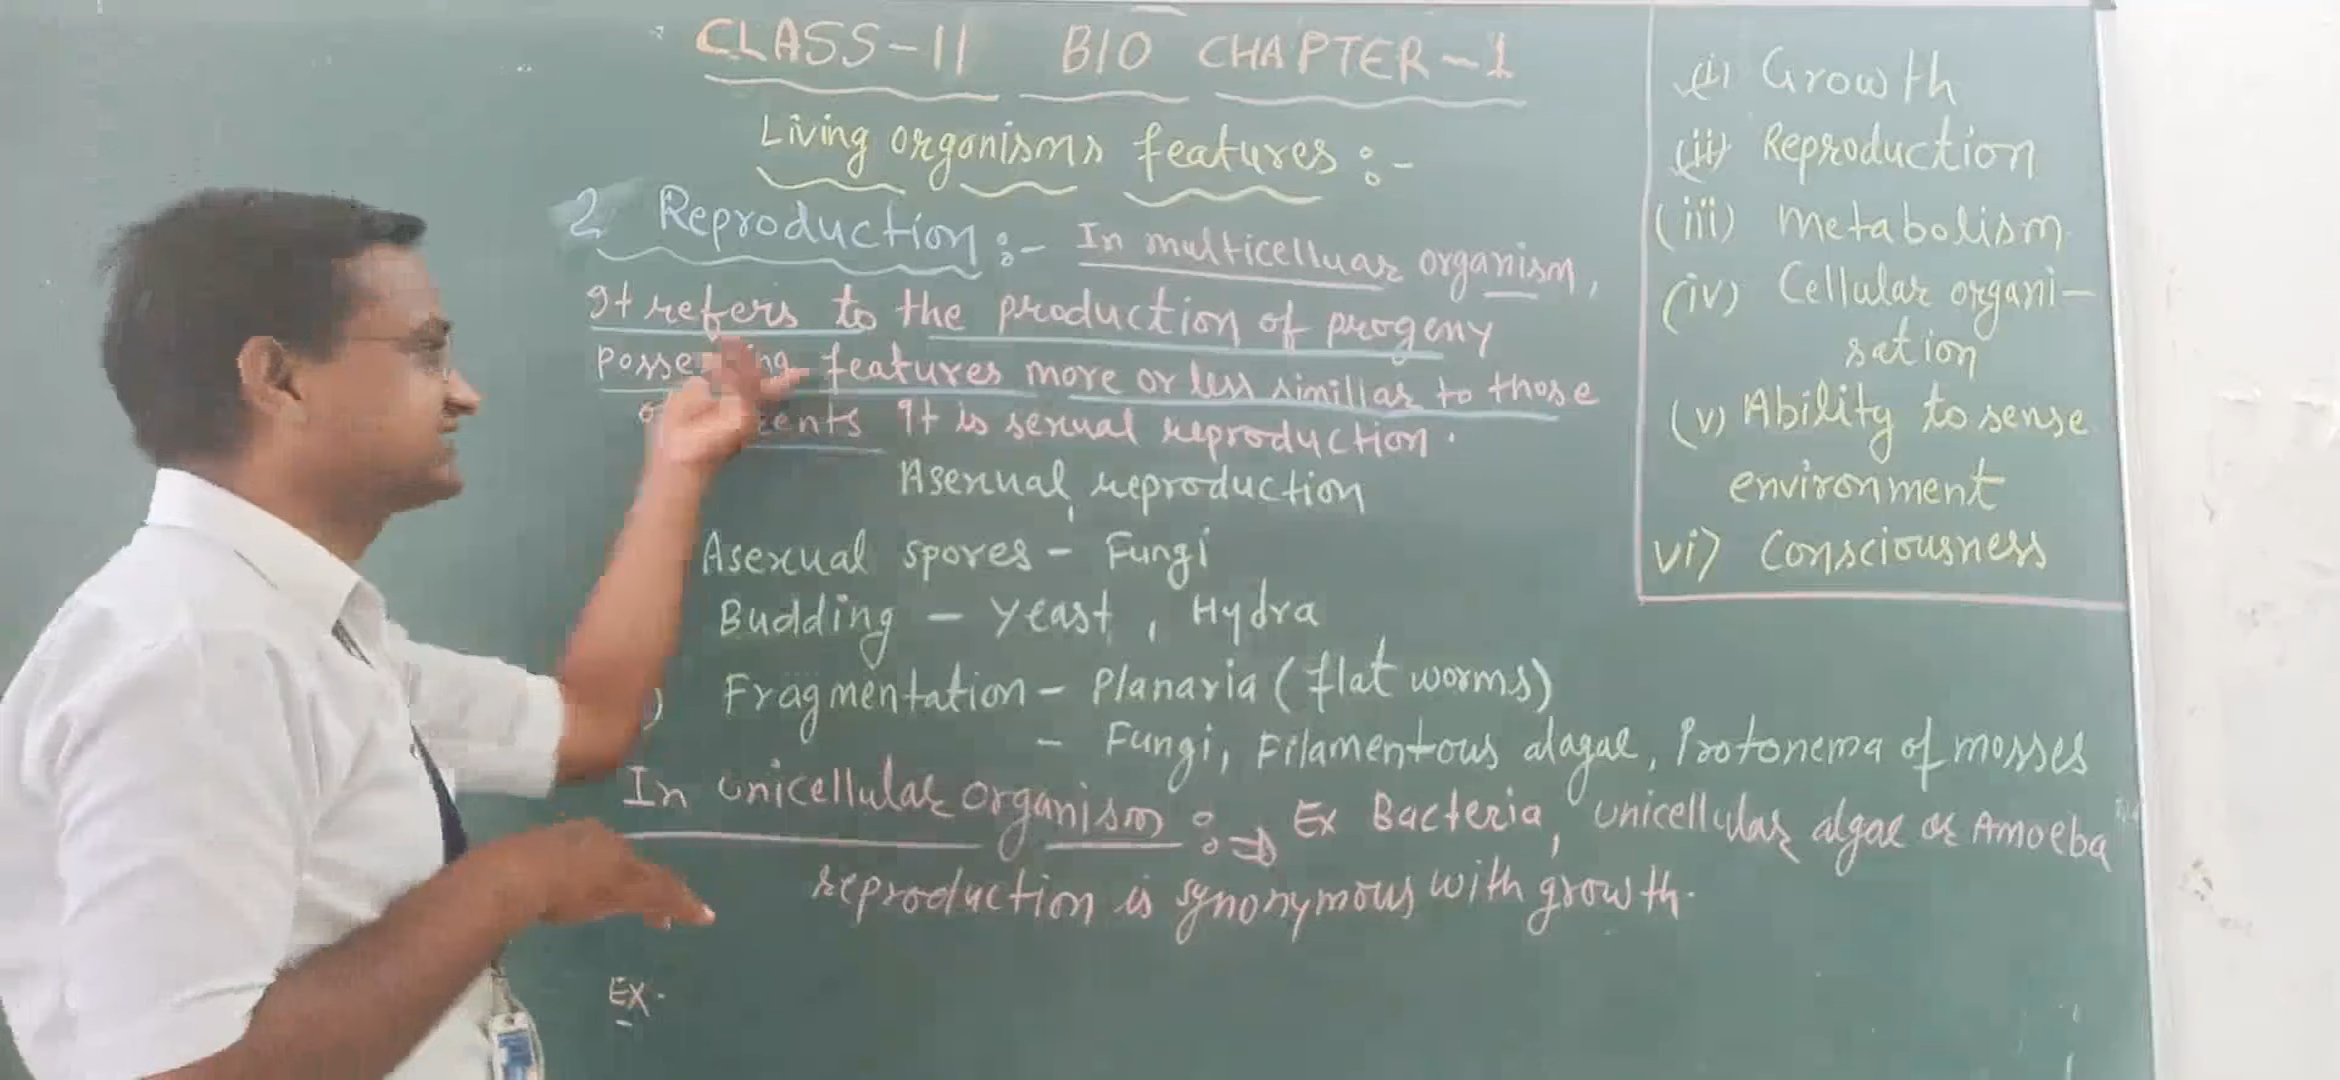 CLASS-11 BIO CHAPTER-1
Living organisms features :-
2 Reproduction :- In multicelluar organism,
It refers to the production of progeny
features more or less simillar to those
It is sexual reproduction.
Asexual reproduction
Asexual spores - Fungi
Budding - Yeast, Hydra
) Fragmentation - Planaria (flat worms)
- Fungi, Filamentous alagae, Protonema of mosses
In unicellular organism :⇒ Ex Bacteria, unicellular algae or Amoeba
reproduction is synonymous with growth.
EX.
(i) Growth
(ii) Reproduction
(iii) Metabolism
(iv) Cellular organi-
sation
(v) Ability to sense
environment
vi) Consciousness